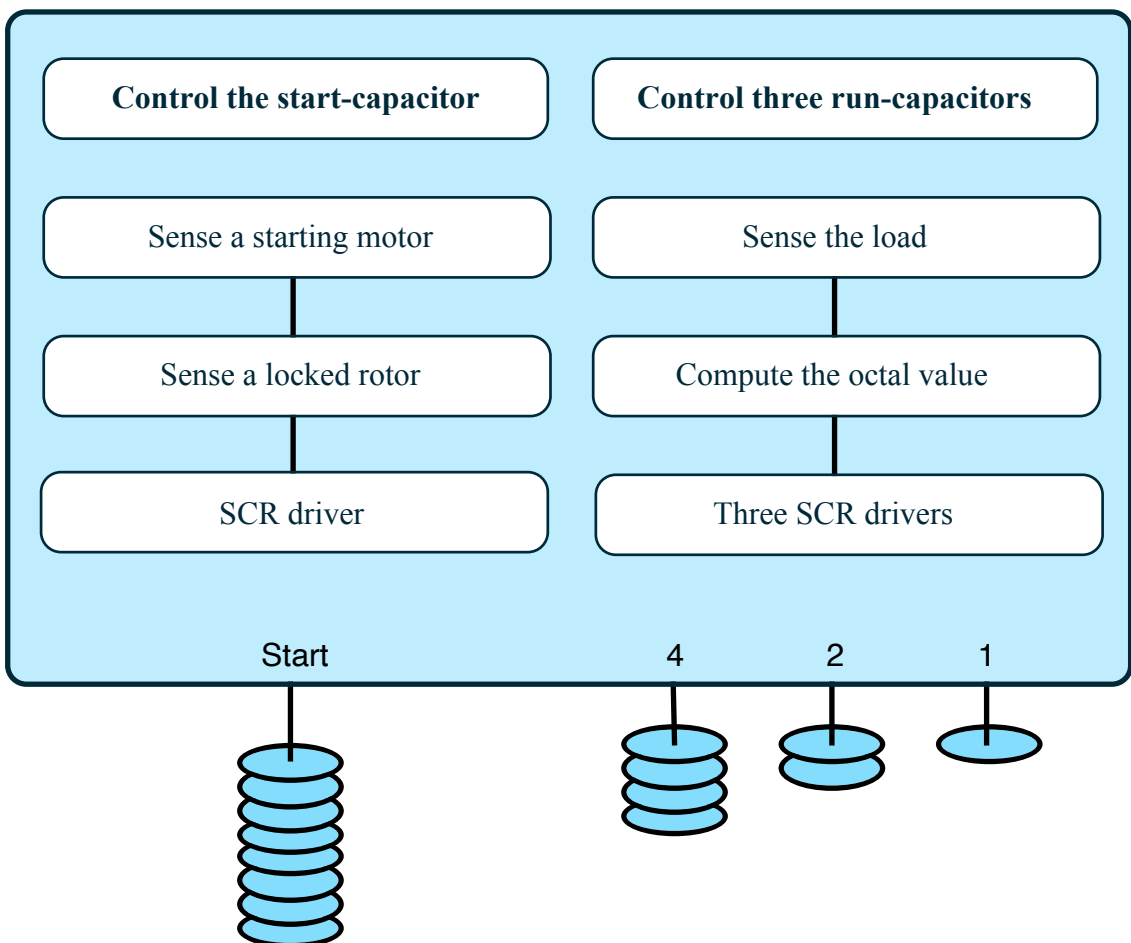 Control the start-capacitor
Control three run-capacitors
Sense a starting motor
Sense the load
Sense a locked rotor
Compute the octal value
SCR driver
Three SCR drivers
Start
4
2
1